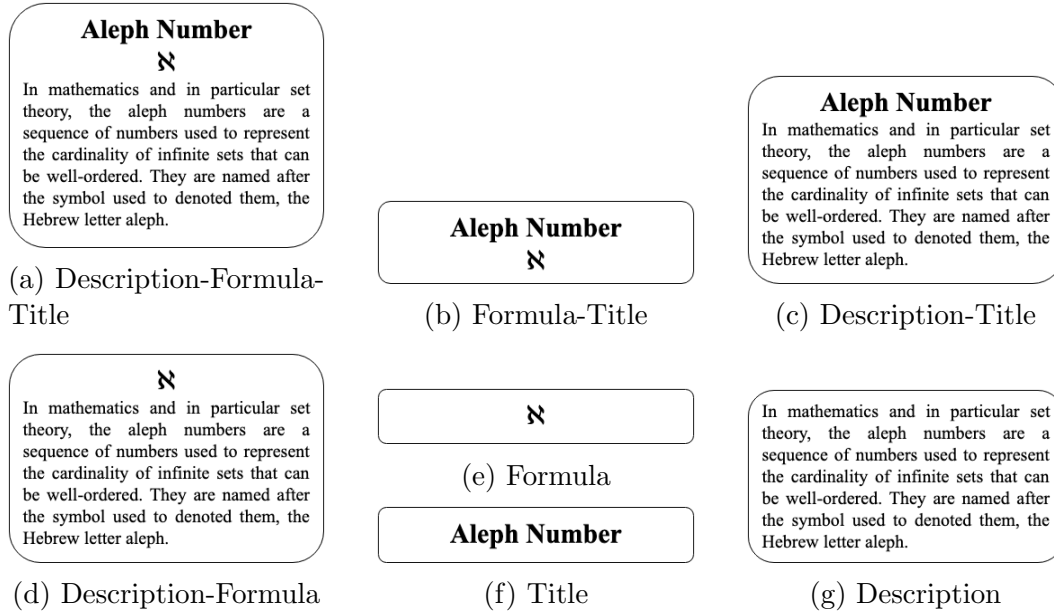 Aleph Number
ℵ
In mathematics and in particular set
theory, the aleph numbers are a
sequence of numbers used to represent
the cardinality of infinite sets that can
be well-ordered. They are named after
the symbol used to denoted them, the
Hebrew letter aleph.
(a) Description-Formula-
Title
Aleph Number
ℵ
(b) Formula-Title
Aleph Number
In mathematics and in particular set
theory, the aleph numbers are a
sequence of numbers used to represent
the cardinality of infinite sets that can
be well-ordered. They are named after
the symbol used to denoted them, the
Hebrew letter aleph.
(c) Description-Title
ℵ
In mathematics and in particular set
theory, the aleph numbers are a
sequence of numbers used to represent
the cardinality of infinite sets that can
be well-ordered. They are named after
the symbol used to denoted them, the
Hebrew letter aleph.
(d) Description-Formula
ℵ
(e) Formula
Aleph Number
(f) Title
In mathematics and in particular set
theory, the aleph numbers are a
sequence of numbers used to represent
the cardinality of infinite sets that can
be well-ordered. They are named after
the symbol used to denoted them, the
Hebrew letter aleph.
(g) Description